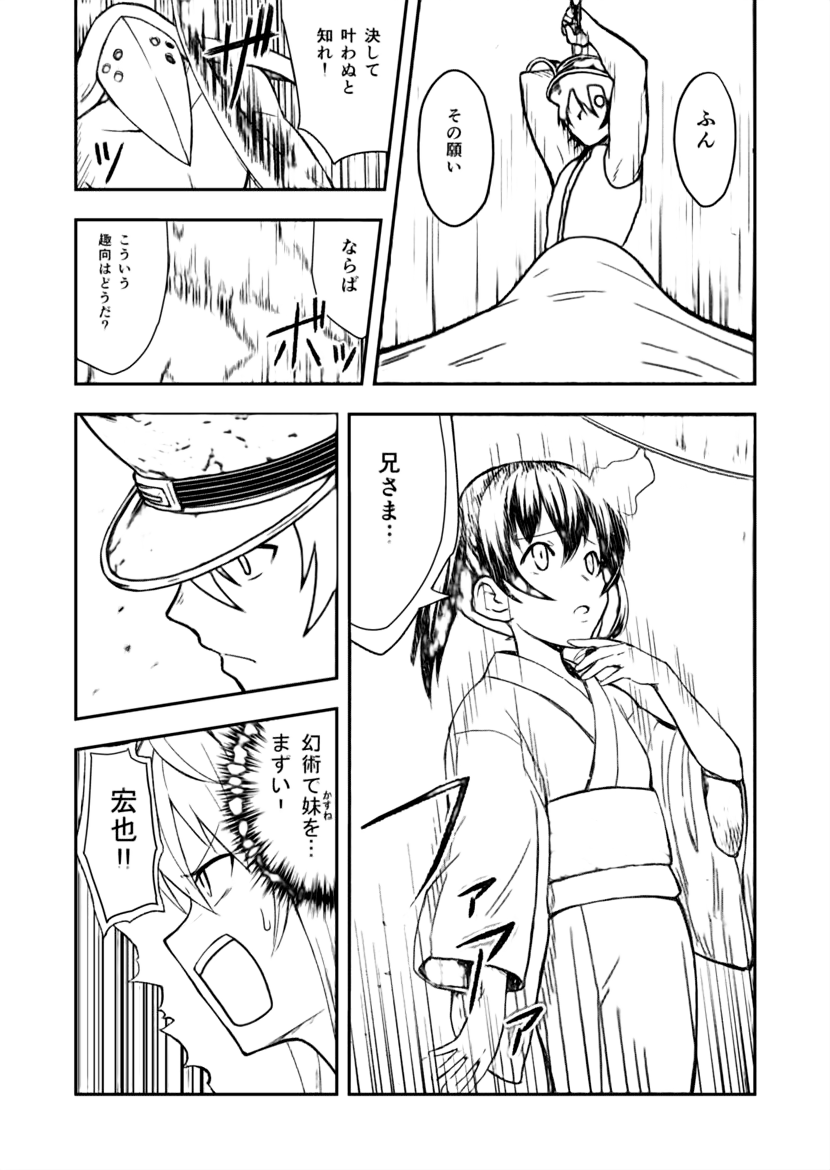 ふん
その願い
決して
叶わぬと
知れ！
ッ
ならば
ボッ
こういう
趣向はどうだ？
兄さま…
ファァァ
幻術で妹を…
かすね
まずい-
宏也!!